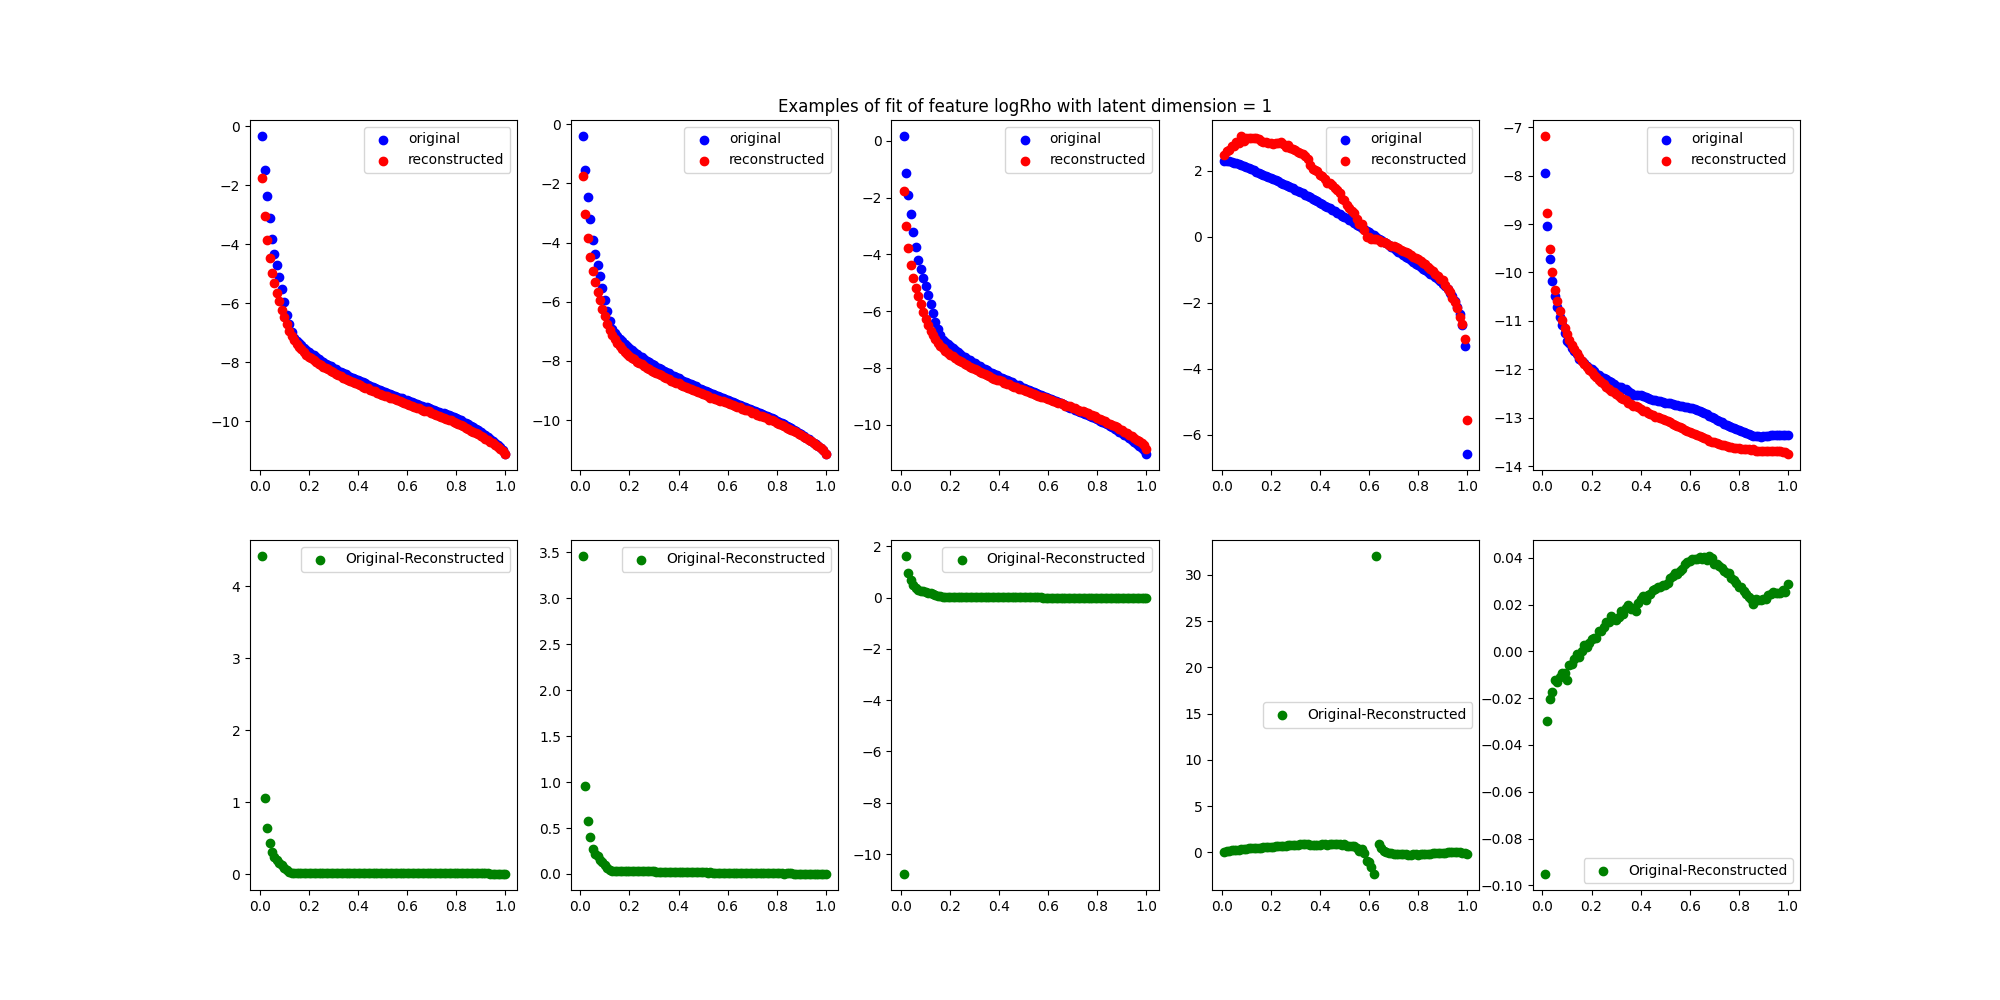 Examples of fit of feature logRho with latent dimension = 1
0
−2
−4
−6
−8
−10
original
reconstructed
0.0 0.2 0.4 0.6 0.8 1.0
0
−2
−4
−6
−8
−10
original
reconstructed
0.0 0.2 0.4 0.6 0.8 1.0
0
−2
−4
−6
−8
−10
original
reconstructed
0.0 0.2 0.4 0.6 0.8 1.0
2
0
−2
−4
−6
original
reconstructed
0.0 0.2 0.4 0.6 0.8 1.0
−7
−8
−9
−10
−11
−12
−13
−14
original
reconstructed
0.0 0.2 0.4 0.6 0.8 1.0
4
3
2
1
0
Original-Reconstructed
0.0 0.2 0.4 0.6 0.8 1.0
3.5
3.0
2.5
2.0
1.5
1.0
0.5
0.0
Original-Reconstructed
0.0 0.2 0.4 0.6 0.8 1.0
2
0
−2
−4
−6
−8
−10
Original-Reconstructed
0.0 0.2 0.4 0.6 0.8 1.0
30
25
20
15
10
5
0
Original-Reconstructed
0.0 0.2 0.4 0.6 0.8 1.0
0.04
0.02
0.00
−0.02
−0.04
−0.06
−0.08
−0.10
Original-Reconstructed
0.0 0.2 0.4 0.6 0.8 1.0